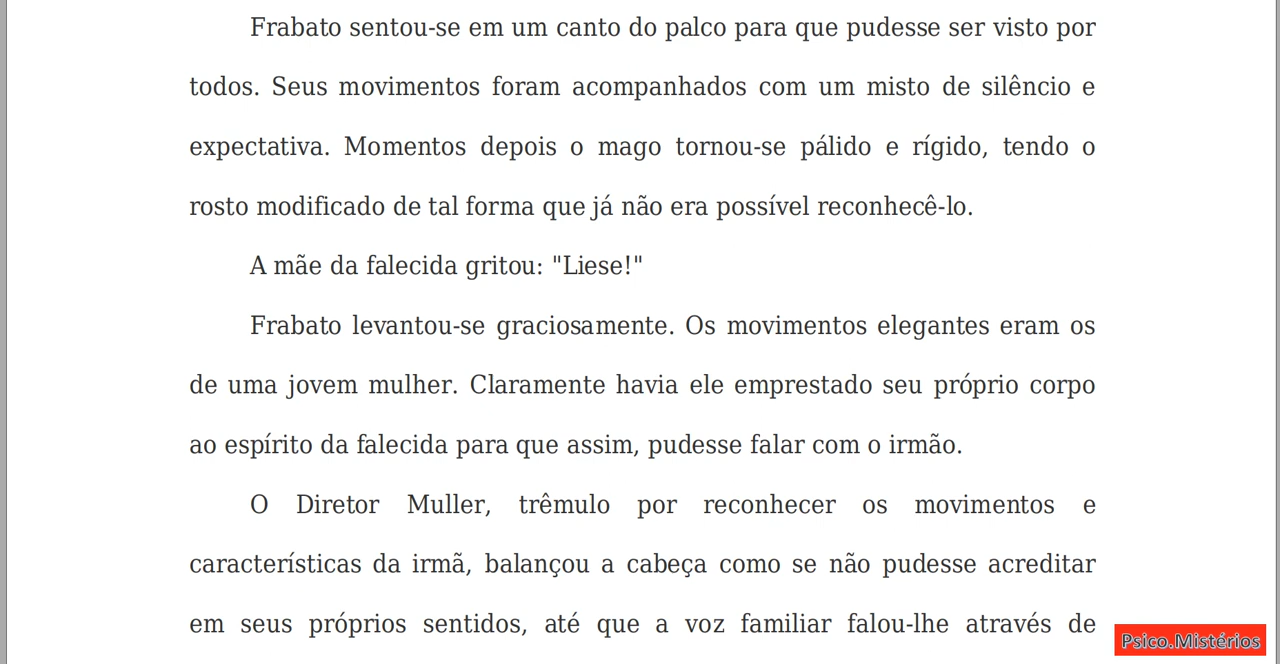 Frabato sentou-se em um canto do palco para que pudesse ser visto por
todos. Seus movimentos foram acompanhados com um misto de silêncio e
expectativa. Momentos depois o mago tornou-se pálido e rígido, tendo o
rosto modificado de tal forma que já não era possível reconhecê-lo.
A mãe da falecida gritou: "Liese!"
Frabato levantou-se graciosamente. Os movimentos elegantes eram os
de uma jovem mulher. Claramente havia ele emprestado seu próprio corpo
ao espírito da falecida para que assim, pudesse falar com o irmão.
O Diretor Muller, trêmulo por reconhecer os movimentos e
características da irmã, balançou a cabeça como se não pudesse acreditar
em seus próprios sentidos, até que a voz familiar falou-lhe através de
Psico.Mistérios